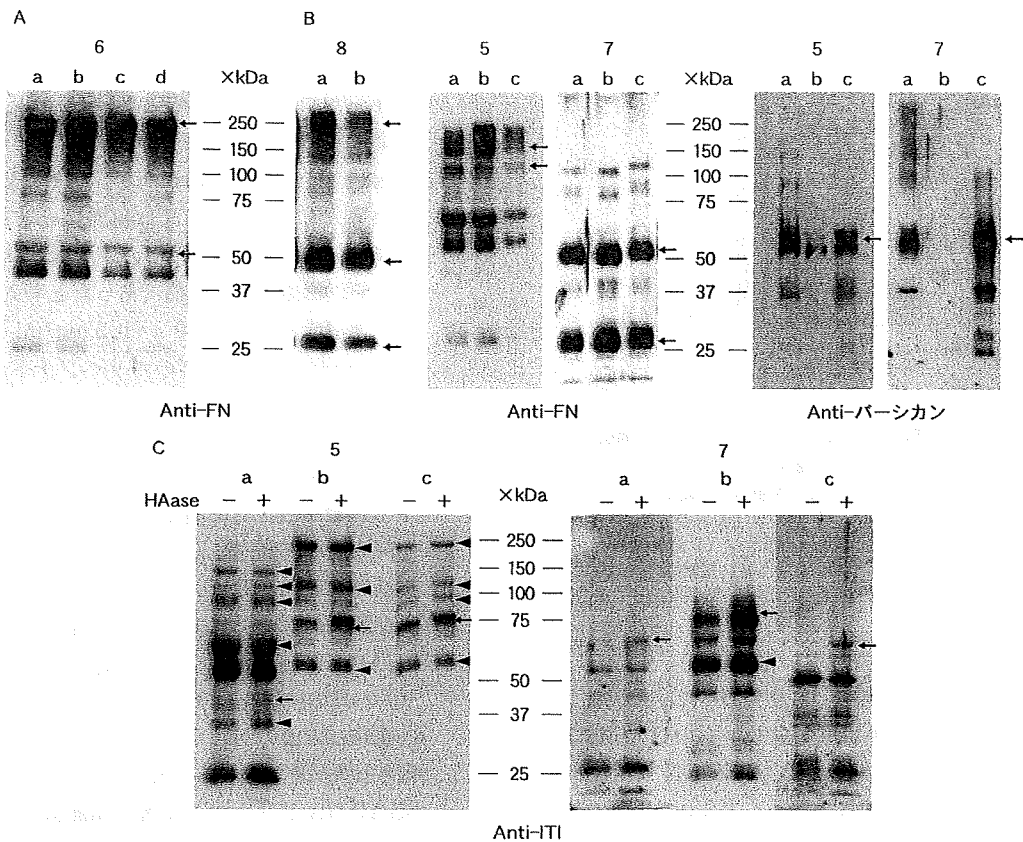 A
B
6
8
5
7
5
7
a b c d
×kDa
a b
a b c
a b c
×kDa
a b c
a b c
250
150
100
75
50
37
25
250
150
100
75
50
37
25
Anti-FN
Anti-FN
Anti-バーシカン
C
5
7
a b c
a b c
HAase − + − + − +
×kDa
− + − + − +
250
150
100
75
50
37
25
Anti-ITI